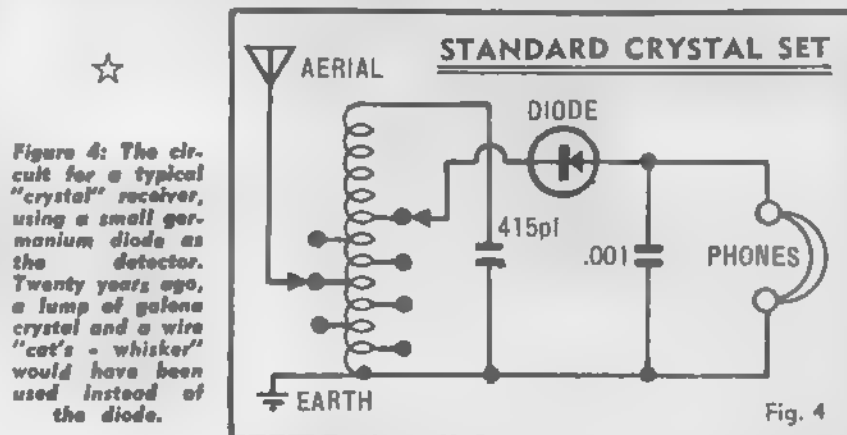 Figure 4: The cir-
cuit for a typical
"crystal" receiver,
using a small ger-
manium diode as
the detector.
Twenty years ago,
a lump of galena
crystal and a wire
"cat's - whisker"
would have been
used instead of
the diode.
STANDARD CRYSTAL SET
AERIAL
DIODE
415pf
.001
PHONES
EARTH
Fig. 4